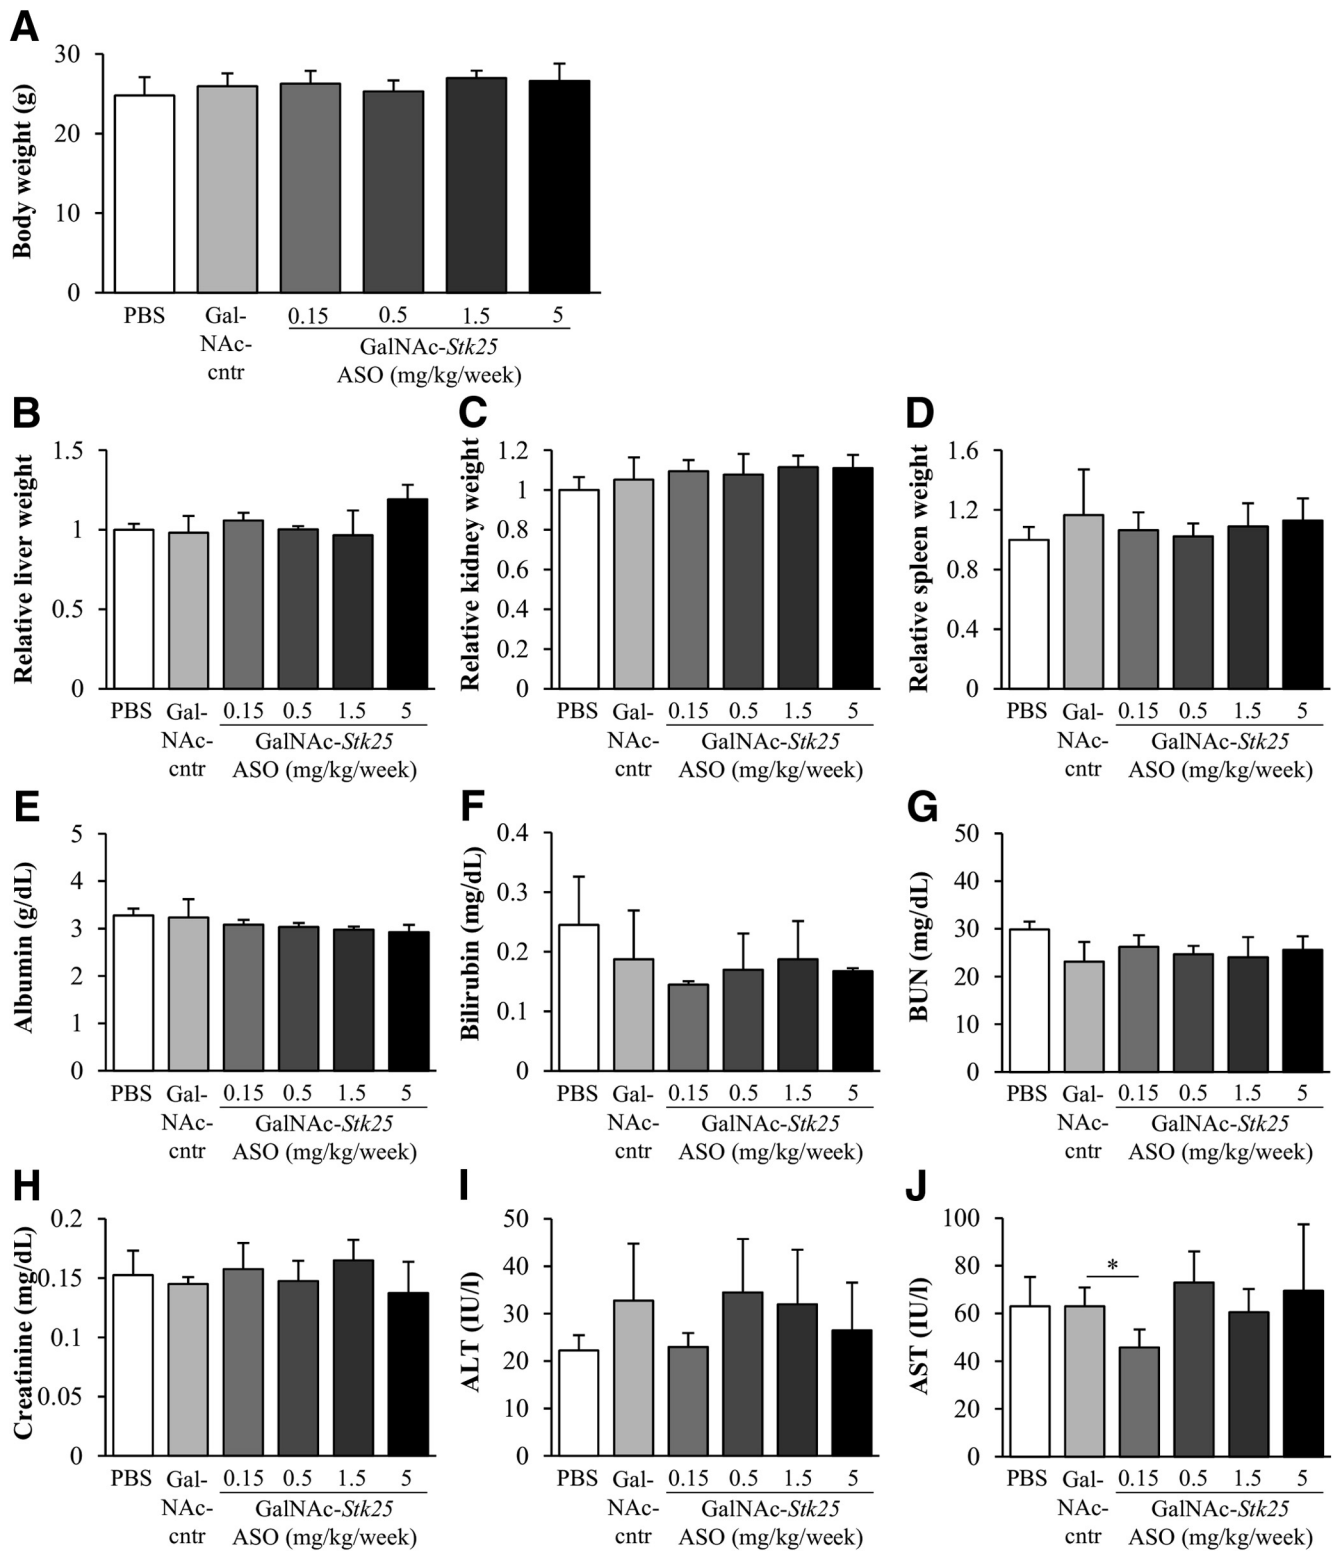 A
Body weight (g)
30
20
10
0
PBS
Gal-
NAc-
cntr
0.15 0.5 1.5 5
GalNAc-Stk25
ASO (mg/kg/week)
B
Relative liver weight
1.5
1
0.5
0
PBS
Gal-
NAc-
cntr
0.15 0.5 1.5 5
GalNAc-Stk25
ASO (mg/kg/week)
C
Relative kidney weight
1.2
1
0.8
0.6
0.4
0.2
0
PBS
Gal-
NAc-
cntr
0.15 0.5 1.5 5
GalNAc-Stk25
ASO (mg/kg/week)
D
Relative spleen weight
1.6
1.2
0.8
0.4
0
PBS
Gal-
NAc-
cntr
0.15 0.5 1.5 5
GalNAc-Stk25
ASO (mg/kg/week)
E
Albumin (g/dL)
5
4
3
2
1
0
PBS
Gal-
NAc-
cntr
0.15 0.5 1.5 5
GalNAc-Stk25
ASO (mg/kg/week)
F
Bilirubin (mg/dL)
0.4
0.3
0.2
0.1
0
PBS
Gal-
NAc-
cntr
0.15 0.5 1.5 5
GalNAc-Stk25
ASO (mg/kg/week)
G
BUN (mg/dL)
50
40
30
20
10
0
PBS
Gal-
NAc-
cntr
0.15 0.5 1.5 5
GalNAc-Stk25
ASO (mg/kg/week)
H
Creatinine (mg/dL)
0.2
0.15
0.1
0.05
0
PBS
Gal-
NAc-
cntr
0.15 0.5 1.5 5
GalNAc-Stk25
ASO (mg/kg/week)
I
ALT (IU/l)
50
40
30
20
10
0
PBS
Gal-
NAc-
cntr
0.15 0.5 1.5 5
GalNAc-Stk25
ASO (mg/kg/week)
J
AST (IU/l)
100
80
60
40
20
0
*
PBS
Gal-
NAc-
cntr
0.15 0.5 1.5 5
GalNAc-Stk25
ASO (mg/kg/week)